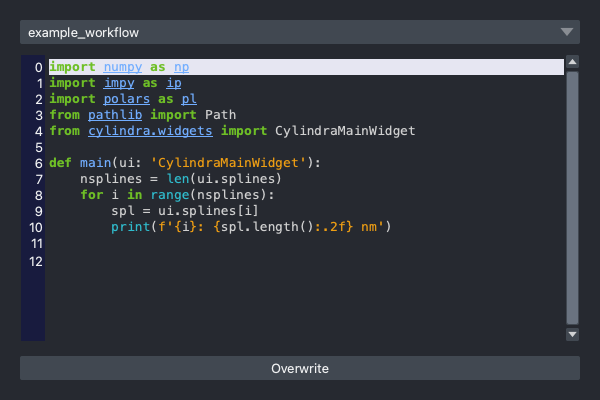 example_workflow
0 import numpy as np
1 import impy as ip
2 import polars as pl
3 from pathlib import Path
4 from cylindra.widgets import CylindraMainWidget
5
6 def main(ui: 'CylindraMainWidget'):
7     nsplines = len(ui.splines)
8     for i in range(nsplines):
9         spl = ui.splines[i]
10         print(f'{i}: {spl.length():.2f} nm')
11
12
Overwrite